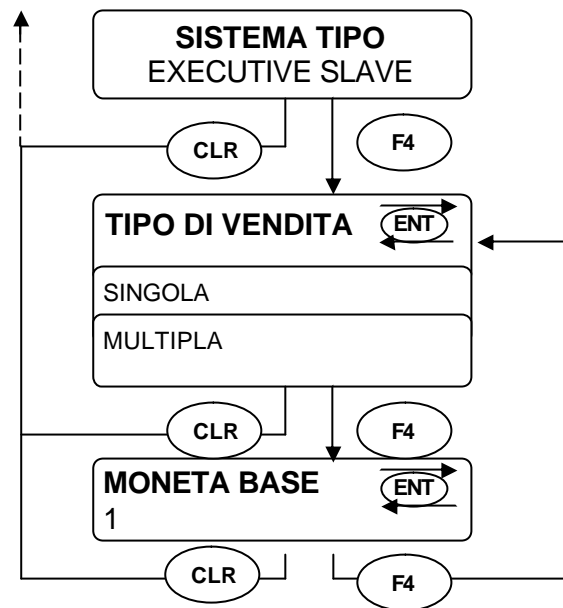 SISTEMA TIPO
EXECUTIVE SLAVE
CLR
F4
TIPO DI VENDITA
ENT
SINGOLA
MULTIPLA
CLR
F4
MONETA BASE
ENT
1
CLR
F4